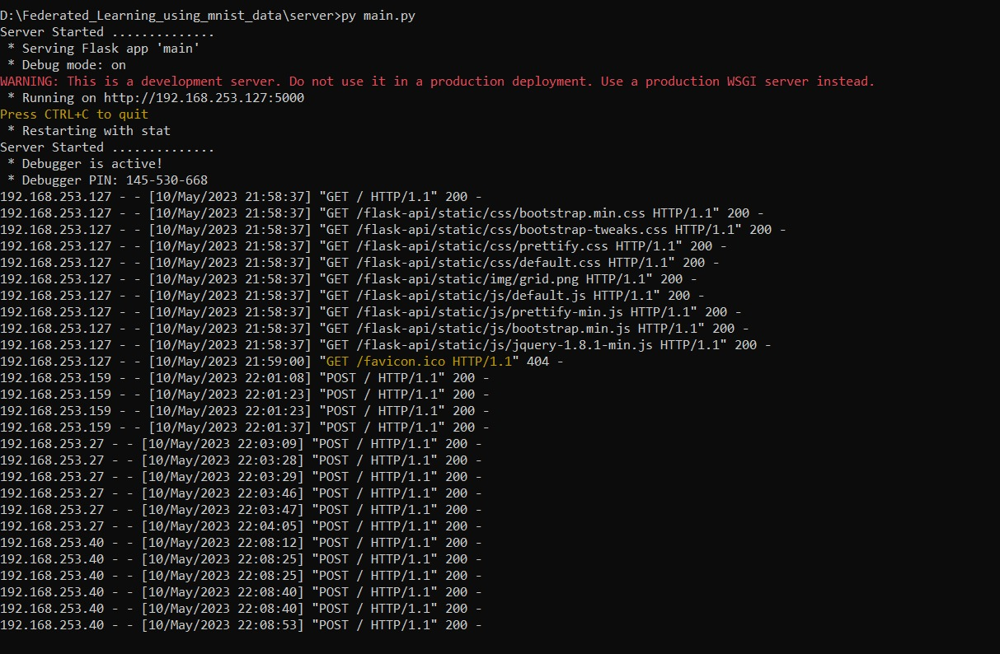 D:\Federated_Learning_using_mnist_data\server>py main.py
Server Started ..............
 * Serving Flask app 'main'
 * Debug mode: on
WARNING: This is a development server. Do not use it in a production deployment. Use a production WSGI server instead.
 * Running on http://192.168.253.127:5000
Press CTRL+C to quit
 * Restarting with stat
Server Started ..............
 * Debugger is active!
 * Debugger PIN: 145-530-668
192.168.253.127 - - [10/May/2023 21:58:37] "GET / HTTP/1.1" 200 -
192.168.253.127 - - [10/May/2023 21:58:37] "GET /flask-api/static/css/bootstrap.min.css HTTP/1.1" 200 -
192.168.253.127 - - [10/May/2023 21:58:37] "GET /flask-api/static/css/bootstrap-tweaks.css HTTP/1.1" 200 -
192.168.253.127 - - [10/May/2023 21:58:37] "GET /flask-api/static/css/prettify.css HTTP/1.1" 200 -
192.168.253.127 - - [10/May/2023 21:58:37] "GET /flask-api/static/css/default.css HTTP/1.1" 200 -
192.168.253.127 - - [10/May/2023 21:58:37] "GET /flask-api/static/img/grid.png HTTP/1.1" 200 -
192.168.253.127 - - [10/May/2023 21:58:37] "GET /flask-api/static/js/default.js HTTP/1.1" 200 -
192.168.253.127 - - [10/May/2023 21:58:37] "GET /flask-api/static/js/prettify-min.js HTTP/1.1" 200 -
192.168.253.127 - - [10/May/2023 21:58:37] "GET /flask-api/static/js/bootstrap.min.js HTTP/1.1" 200 -
192.168.253.127 - - [10/May/2023 21:58:37] "GET /flask-api/static/js/jquery-1.8.1-min.js HTTP/1.1" 200 -
192.168.253.127 - - [10/May/2023 21:59:00] "GET /favicon.ico HTTP/1.1" 404 -
192.168.253.159 - - [10/May/2023 22:01:08] "POST / HTTP/1.1" 200 -
192.168.253.159 - - [10/May/2023 22:01:23] "POST / HTTP/1.1" 200 -
192.168.253.159 - - [10/May/2023 22:01:23] "POST / HTTP/1.1" 200 -
192.168.253.159 - - [10/May/2023 22:01:37] "POST / HTTP/1.1" 200 -
192.168.253.27 - - [10/May/2023 22:03:09] "POST / HTTP/1.1" 200 -
192.168.253.27 - - [10/May/2023 22:03:28] "POST / HTTP/1.1" 200 -
192.168.253.27 - - [10/May/2023 22:03:29] "POST / HTTP/1.1" 200 -
192.168.253.27 - - [10/May/2023 22:03:46] "POST / HTTP/1.1" 200 -
192.168.253.27 - - [10/May/2023 22:03:47] "POST / HTTP/1.1" 200 -
192.168.253.27 - - [10/May/2023 22:04:05] "POST / HTTP/1.1" 200 -
192.168.253.40 - - [10/May/2023 22:08:12] "POST / HTTP/1.1" 200 -
192.168.253.40 - - [10/May/2023 22:08:25] "POST / HTTP/1.1" 200 -
192.168.253.40 - - [10/May/2023 22:08:25] "POST / HTTP/1.1" 200 -
192.168.253.40 - - [10/May/2023 22:08:40] "POST / HTTP/1.1" 200 -
192.168.253.40 - - [10/May/2023 22:08:40] "POST / HTTP/1.1" 200 -
192.168.253.40 - - [10/May/2023 22:08:53] "POST / HTTP/1.1" 200 -